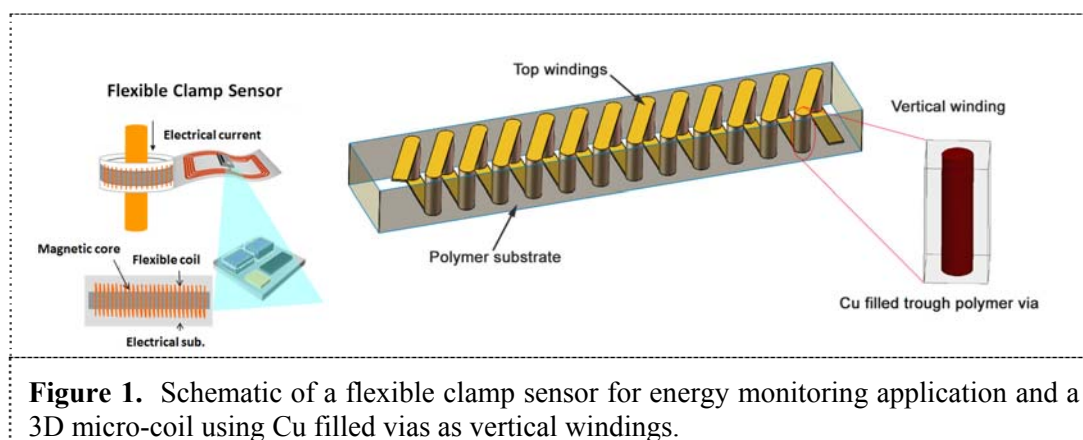 Flexible Clamp Sensor
Electrical current
Magnetic core
Flexible coil
Electrical sub.
Top windings
Polymer substrate
Vertical winding
Cu filled trough polymer via
Figure 1. Schematic of a flexible clamp sensor for energy monitoring application and a
3D micro-coil using Cu filled vias as vertical windings.